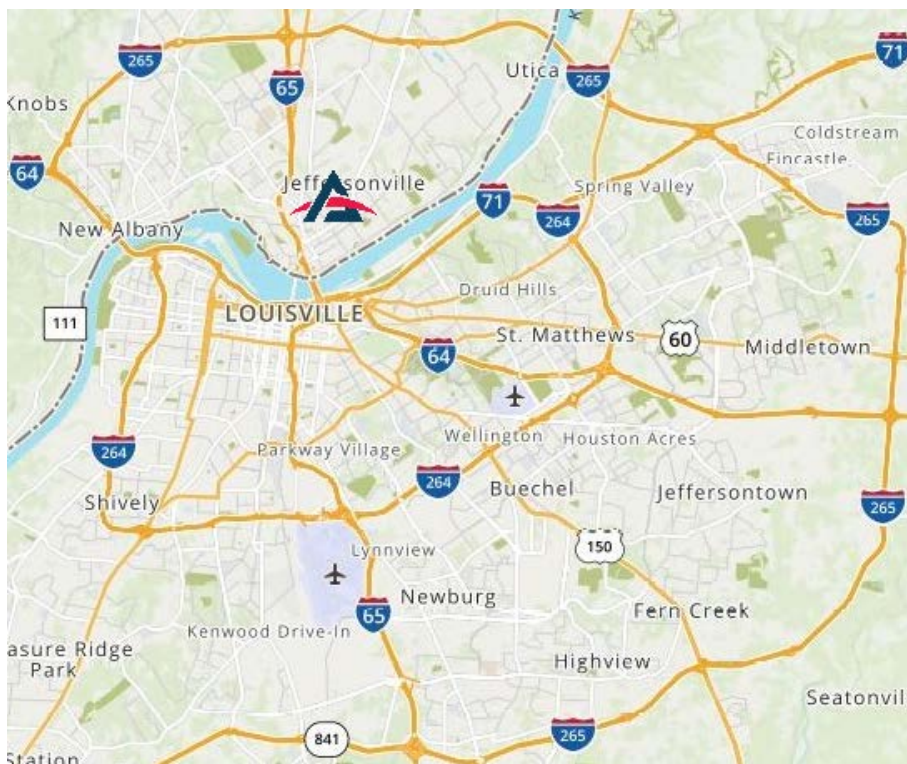 265
65
71
Utica
265
Knobs
Coldstream
Fincastle
64
Jeffersonville
71
Spring Valley
264
265
New Albany
Druid Hills
111
LOUISVILLE
St. Matthews
60
Middletown
64
Wellington
Houston Acres
Parkway Village
264
264
Buechel
Jeffersontown
Shively
265
150
Lynnview
Newburg
65
Fern Creek
Kenwood Drive-In
asure Ridge
Park
Highview
Seatonvil
841
265
Station